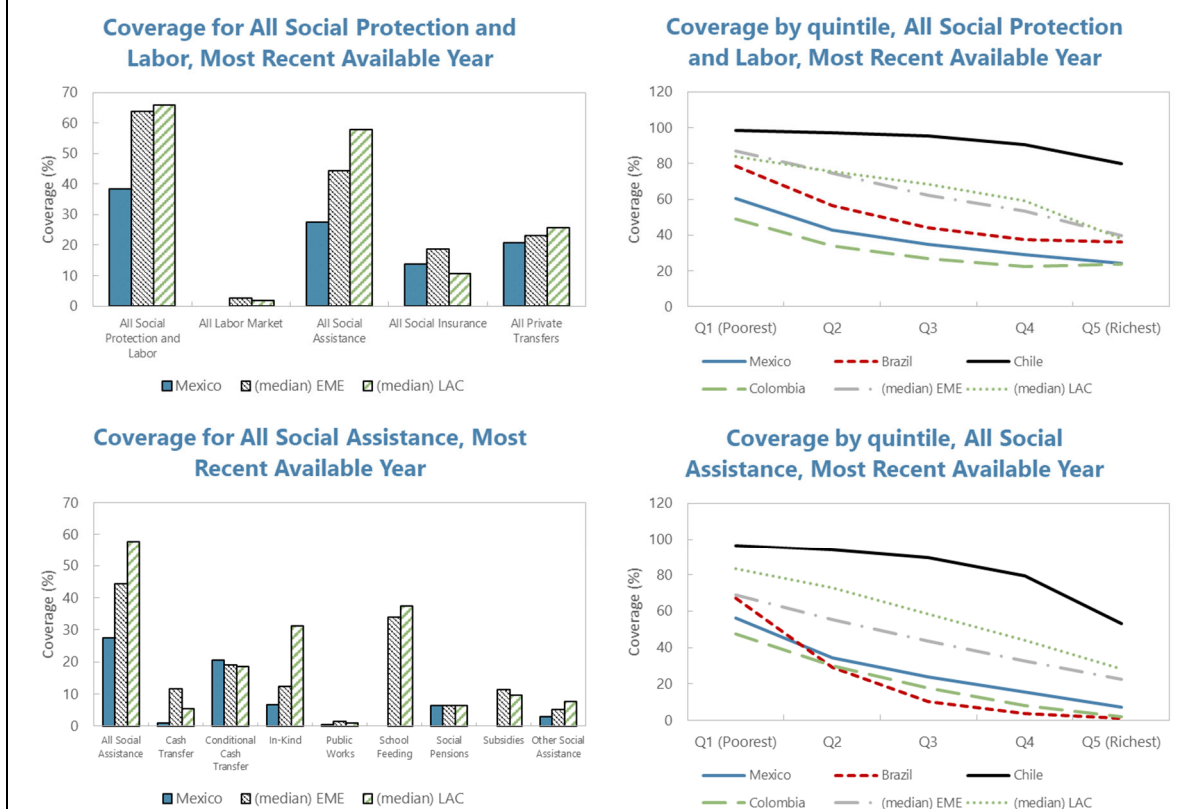 Coverage for All Social Protection and
Labor, Most Recent Available Year
70
60
50
40
30
20
10
0
Coverage (%)
All Social
Protection and
Labor
All Labor Market
All Social
Assistance
All Social Insurance
All Private
Transfers
Mexico
(median) EME
(median) LAC
Coverage by quintile, All Social Protection
and Labor, Most Recent Available Year
120
100
80
60
40
20
0
Coverage (%)
Q1 (Poorest)
Q2
Q3
Q4
Q5 (Richest)
Mexico
Brazil
Chile
Colombia
(median) EME
(median) LAC
Coverage for All Social Assistance, Most
Recent Available Year
70
60
50
40
30
20
10
0
Coverage (%)
All Social
Assistance
Cash
Transfer
Conditional
Cash
Transfer
In-Kind
Public
Works
School
Feeding
Social
Pensions
Subsidies
Other Social
Assistance
Mexico
(median) EME
(median) LAC
Coverage by quintile, All Social
Assistance, Most Recent Available Year
120
100
80
60
40
20
0
Coverage (%)
Q1 (Poorest)
Q2
Q3
Q4
Q5 (Richest)
Mexico
Brazil
Chile
Colombia
(median) EME
(median) LAC